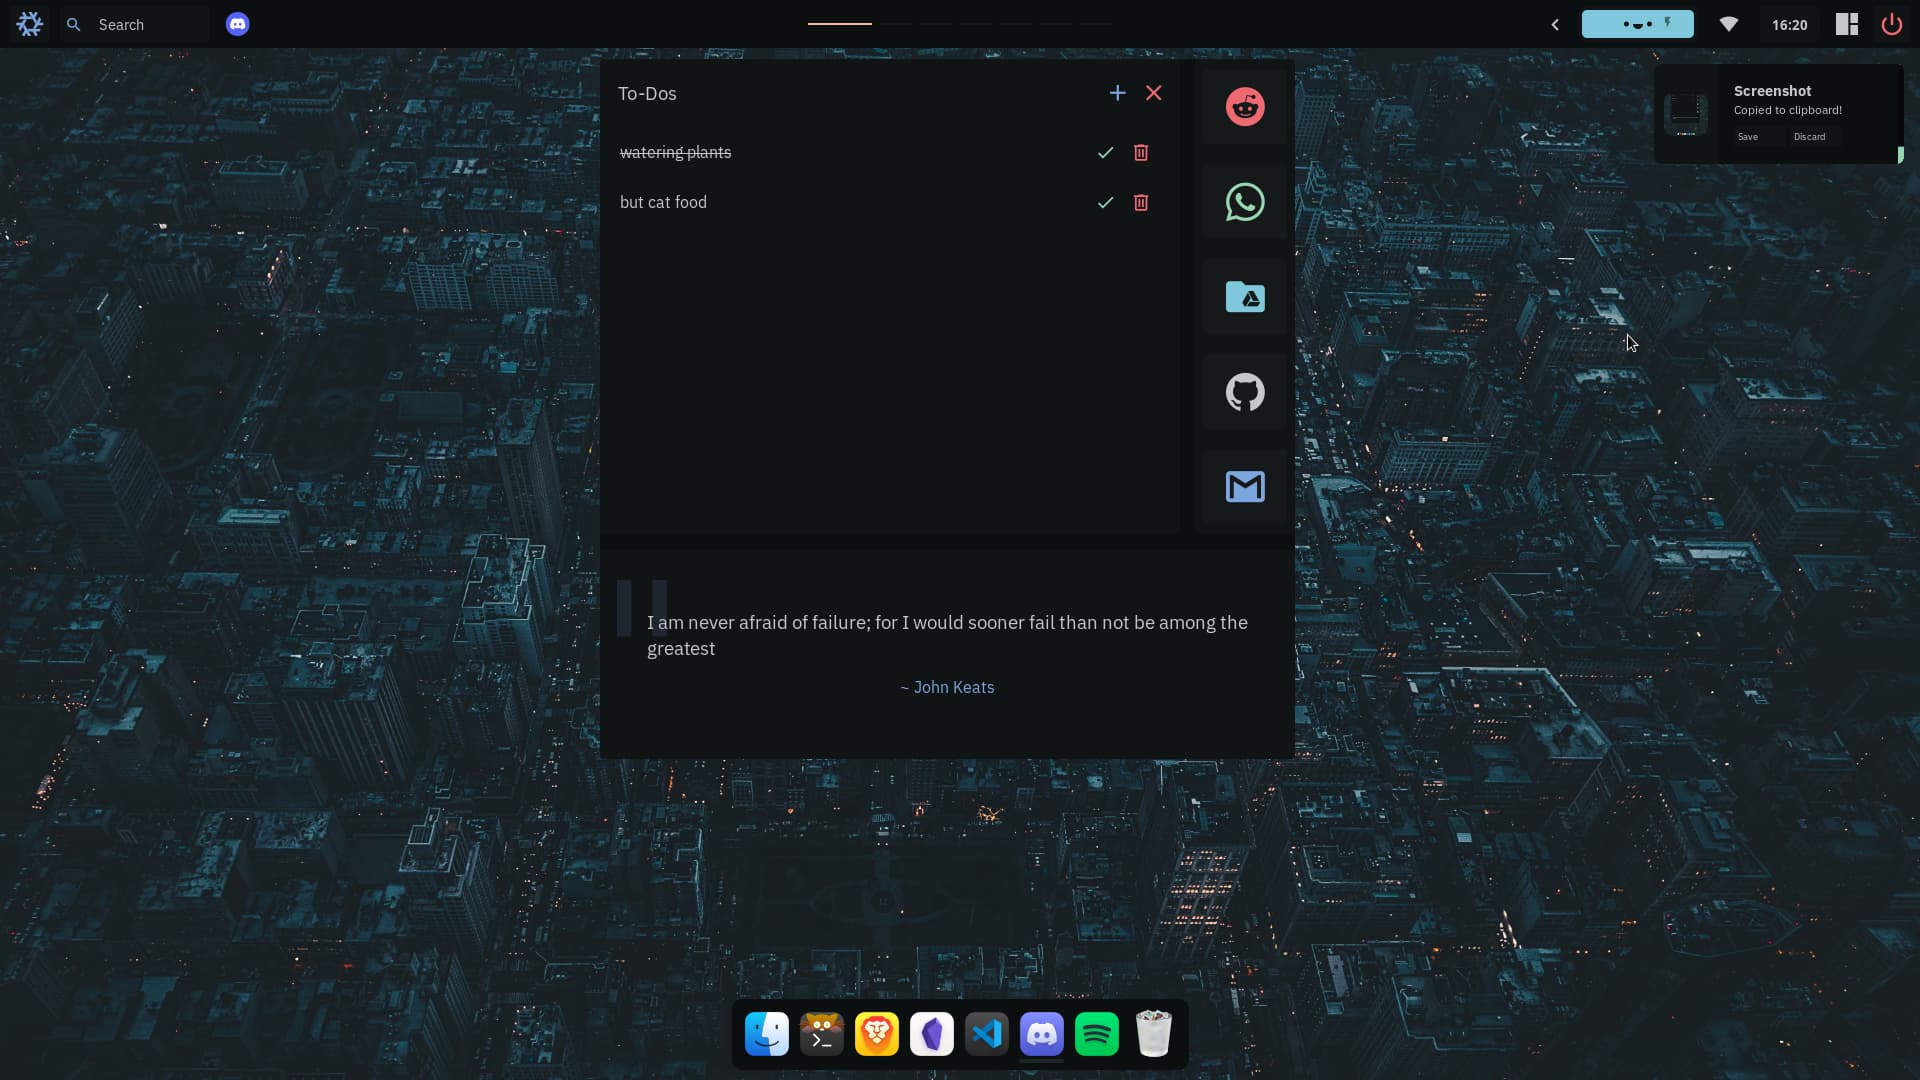 Search
16:20
To-Dos
watering plants
but cat food
Screenshot
Copied to clipboard!
Save
Discard
I am never afraid of failure; for I would sooner fail than not be among the
greatest
~ John Keats